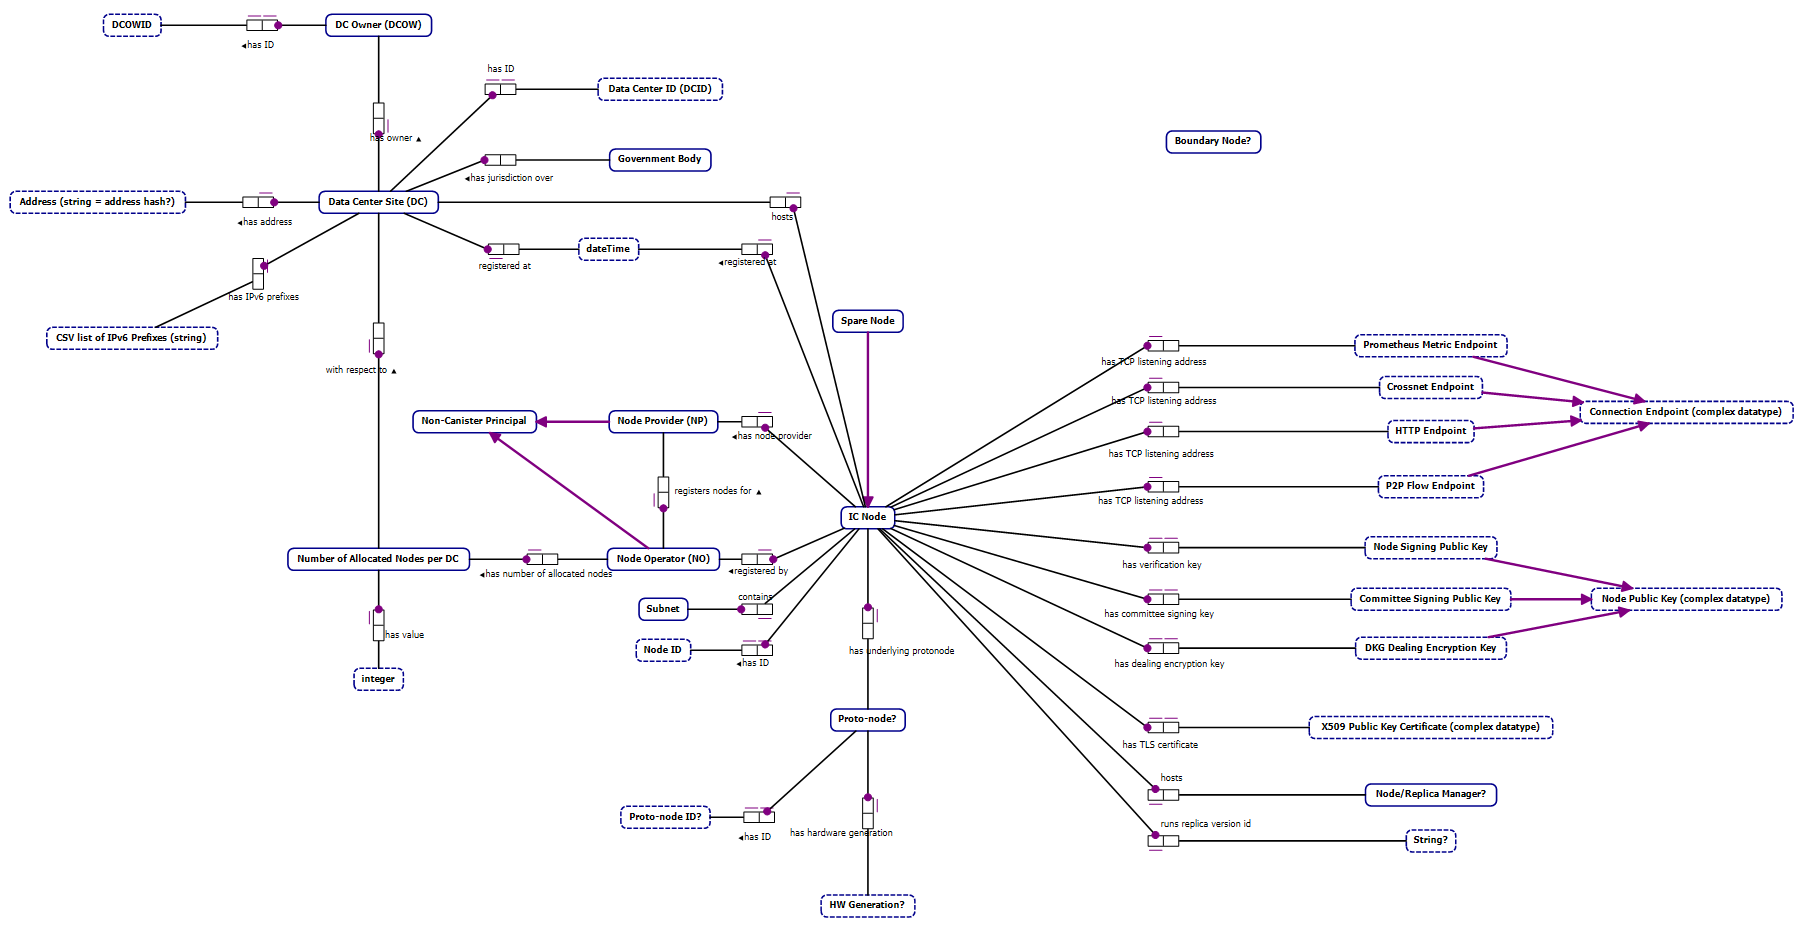 DCOWID
DC Owner (DCOW)
◂has ID
has ID
Data Center ID (DCID)
has owner ▴
Boundary Node?
Government Body
◂has jurisdiction over
Address (string = address hash?)
Data Center Site (DC)
◂has address
hosts
dateTime
registered at
◂registered at
has IPv6 prefixes
CSV list of IPv6 Prefixes (string)
Spare Node
with respect to ▴
Prometheus Metric Endpoint
has TCP listening address
Crossnet Endpoint
has TCP listening address
Connection Endpoint (complex datatype)
Non-Canister Principal
Node Provider (NP)
◂has node provider
HTTP Endpoint
has TCP listening address
registers nodes for ▴
P2P Flow Endpoint
has TCP listening address
IC Node
Node Signing Public Key
has verification key
Number of Allocated Nodes per DC
◂has number of allocated nodes
Node Operator (NO)
◂registered by
contains
Subnet
Committee Signing Public Key
Node Public Key (complex datatype)
has committee signing key
has value
Node ID
◂has ID
has underlying protonode
DKG Dealing Encryption Key
has dealing encryption key
integer
Proto-node?
X509 Public Key Certificate (complex datatype)
has TLS certificate
hosts
Node/Replica Manager?
Proto-node ID?
◂has ID
has hardware generation
runs replica version id
String?
HW Generation?